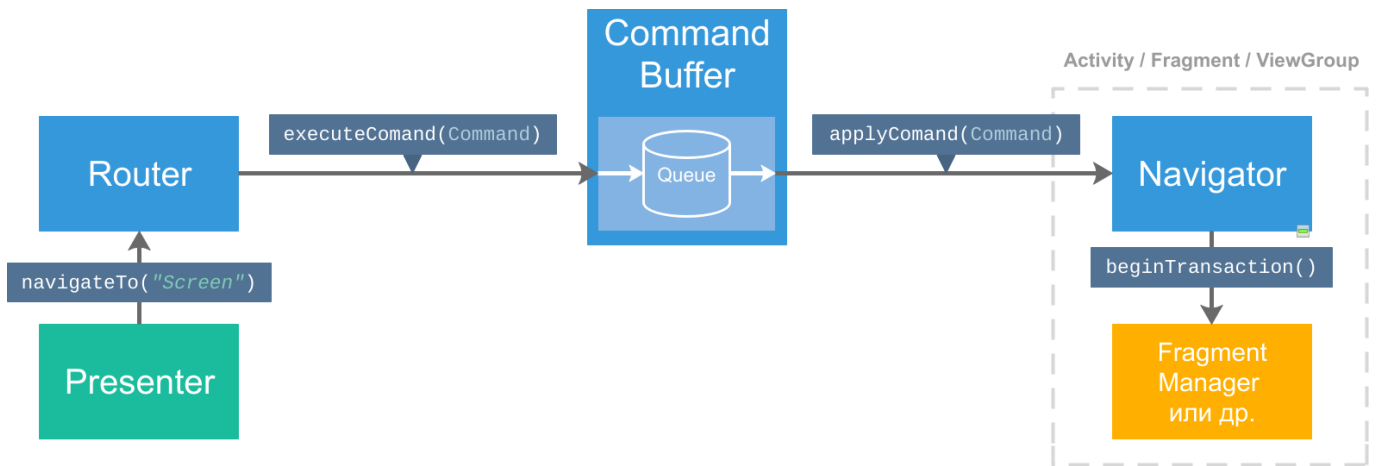 Command
Buffer
Activity / Fragment / ViewGroup
executeComand(Command)
applyComand(Command)
Router
Queue
Navigator
navigateTo("Screen")
beginTransaction()
Presenter
Fragment
Manager
или др.